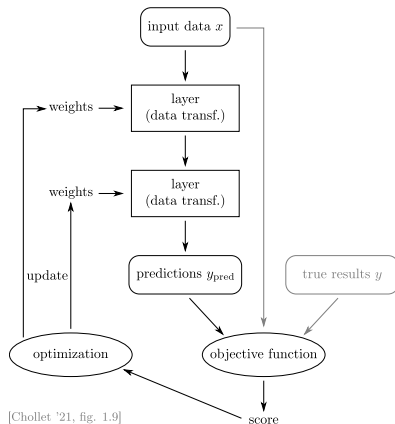 input data x
layer
(data transf.)
weights
layer
(data transf.)
weights
predictions y_pred
true results y
update
optimization
objective function
score
[Chollet '21, fig. 1.9]